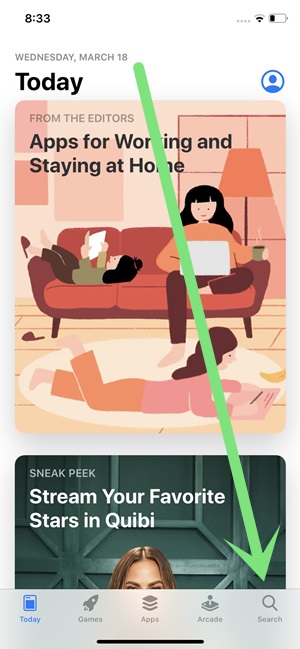 8:33
WEDNESDAY, MARCH 18
Today
FROM THE EDITORS
Apps for Working and
Staying at Home
SNEAK PEEK
Stream Your Favorite
Stars in Quibi
Today Games Apps Arcade Search